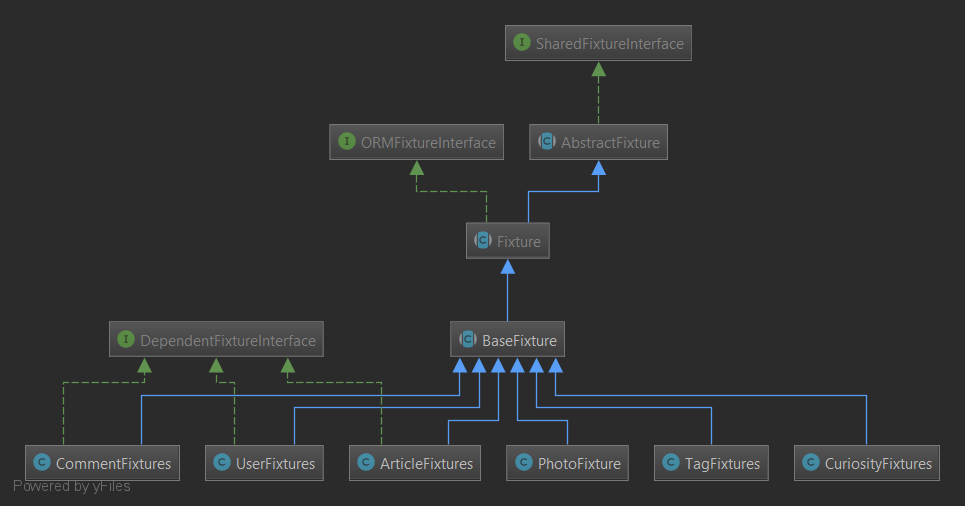 I SharedFixtureInterface
I ORMFixtureInterface
C AbstractFixture
C Fixture
I DependentFixtureInterface
C BaseFixture
C CommentFixtures
C UserFixtures
C ArticleFixtures
C PhotoFixture
C TagFixtures
C CuriosityFixtures
Powered by yFiles